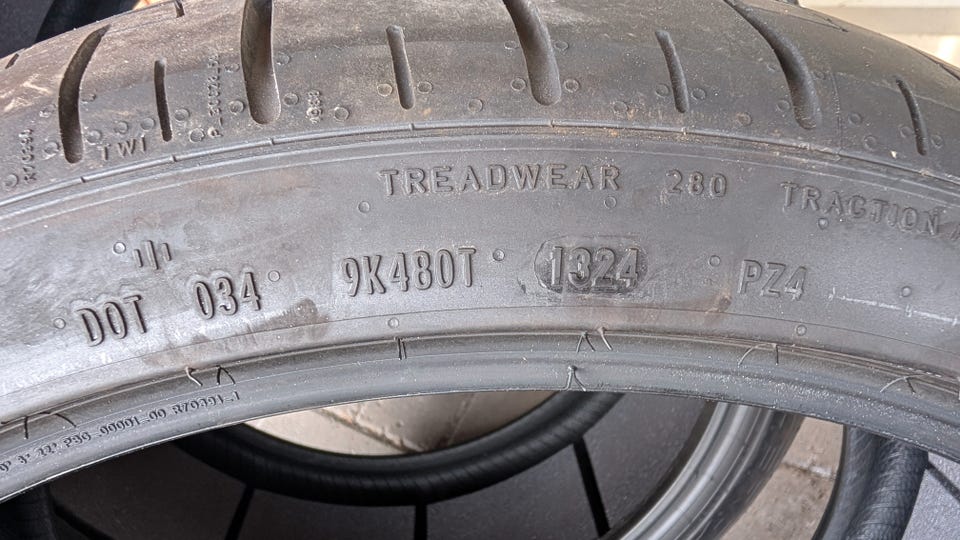 TWI
TREADWEAR 280 TRACTION
DOT 034 9K480T 1324 PZ4